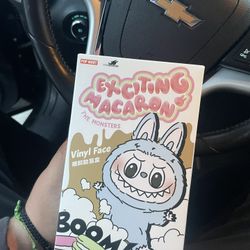 POP MART
EXCITING
MACARON
THE MONSTERS
Vinyl Face
BOOM